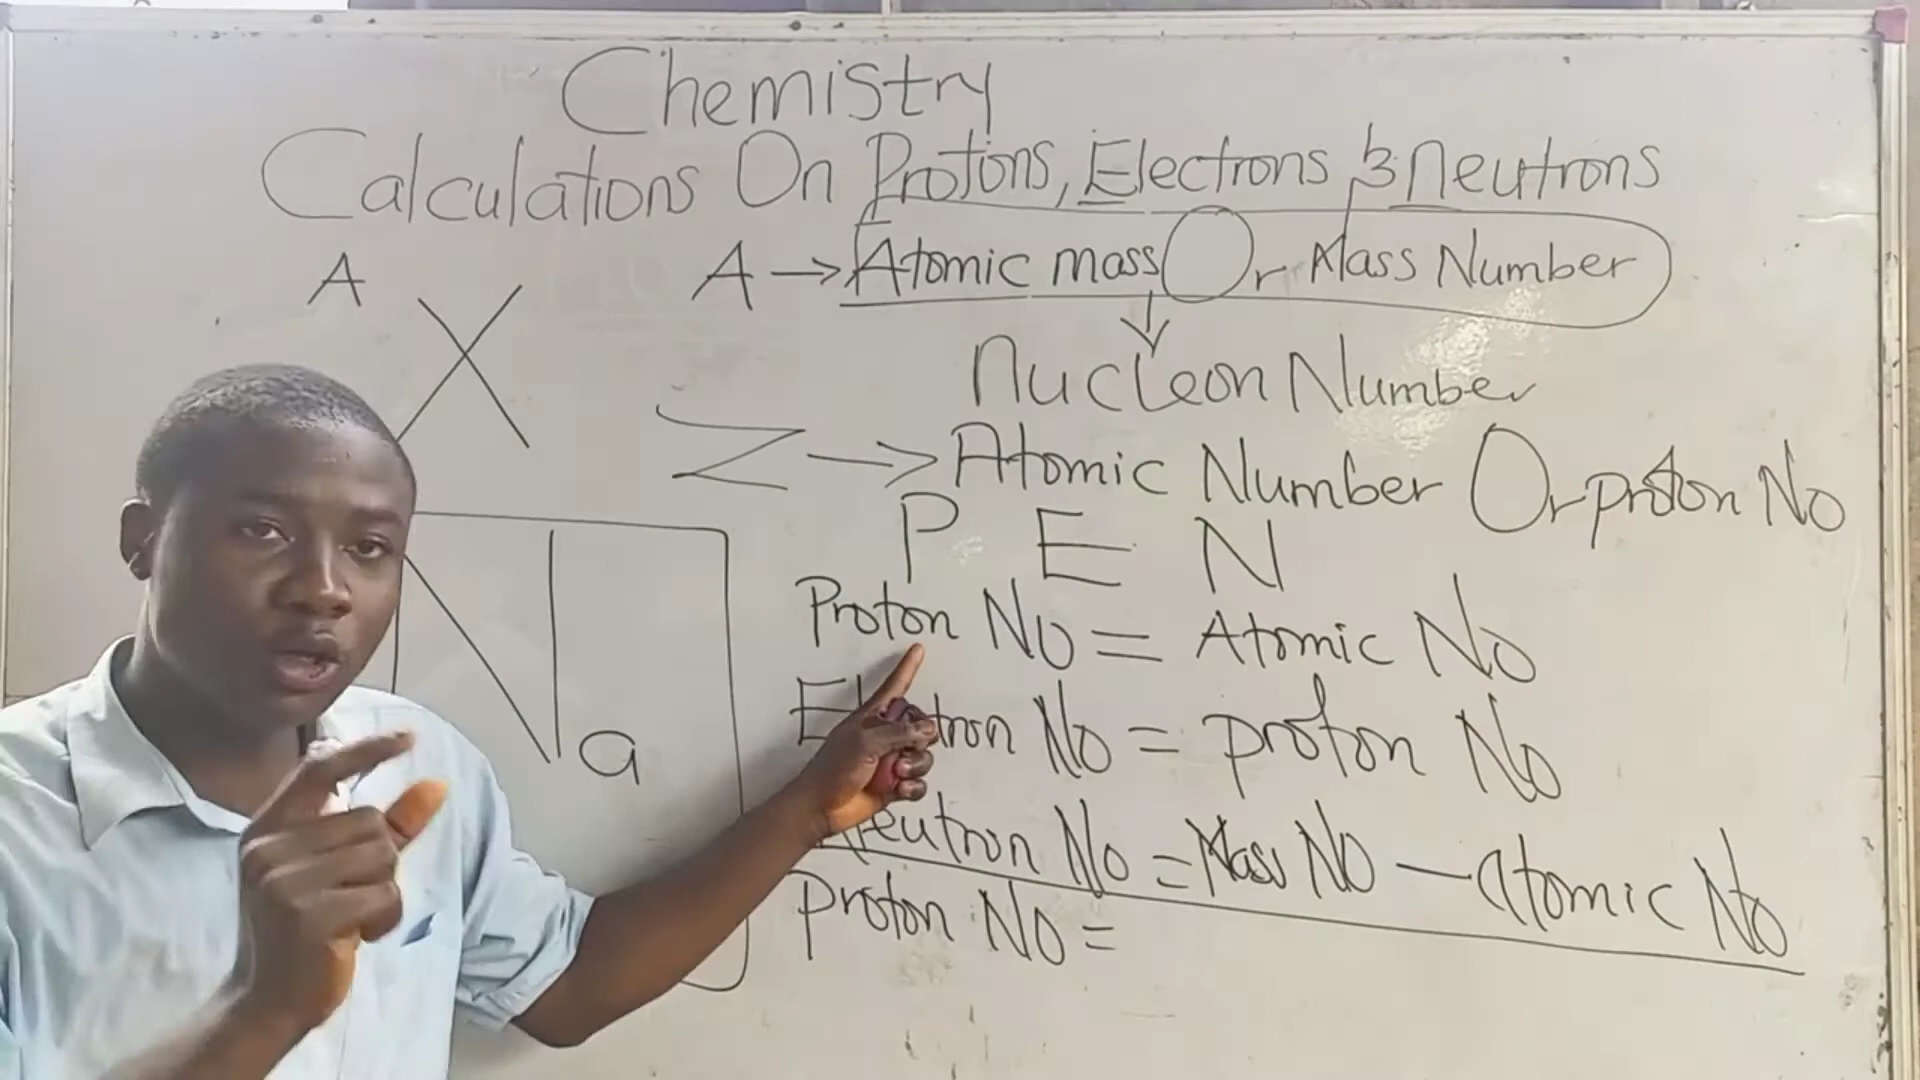 Chemistry
Calculations On Protons, Electrons & Neutrons
A
X
A → Atomic mass Or Mass Number
Nucleon Number
Z → Atomic Number Or proton No
P E N
Na
Proton No = Atomic No
tron No = proton No
Neutron No = Mass No - Atomic No
Proton No =